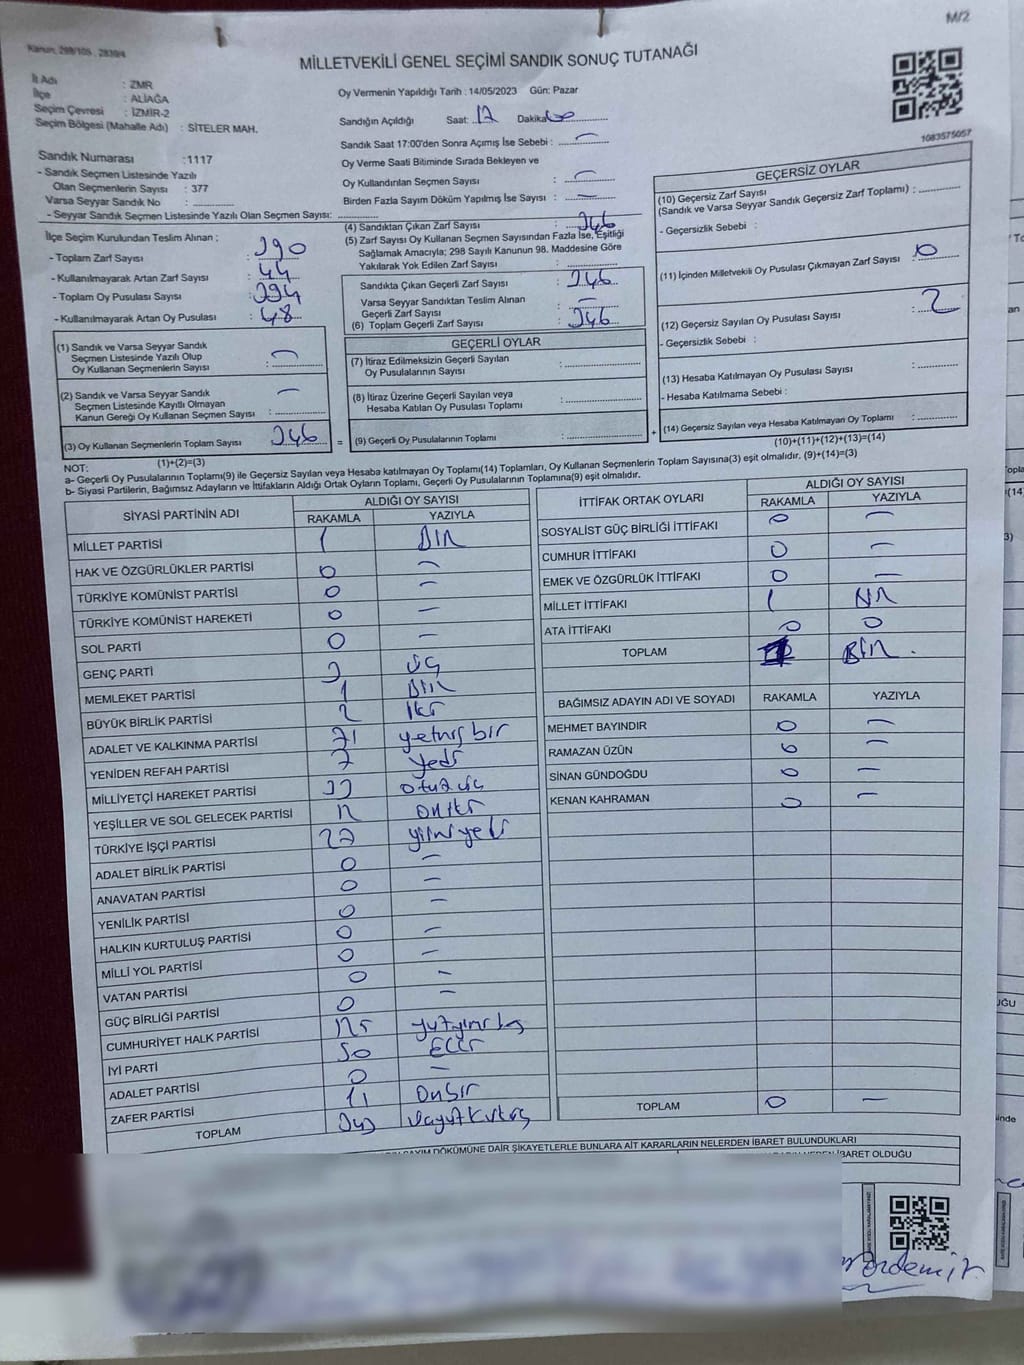 M/2
Kanun, 298/105, 2839/4
MİLLETVEKİLİ GENEL SEÇİMİ SANDIK SONUÇ TUTANAĞI
İl Adı : ZMR
İlçe : ALİAĞA
Seçim Çevresi : İZMİR-2
Seçim Bölgesi (Mahalle Adı) : SİTELER MAH.
Oy Vermenin Yapıldığı Tarih : 14/05/2023 Gün: Pazar
Sandığın Açıldığı Saat: 17 Dakika
1083575057
Sandık Numarası :1117
- Sandık Seçmen Listesinde Yazılı
Olan Seçmenlerin Sayısı : 377
Varsa Seyyar Sandık No :
- Seyyar Sandık Seçmen Listesinde Yazılı Olan Seçmen Sayısı:
Sandık Saat 17:00'den Sonra Açımış İse Sebebi : —
Oy Verme Saati Bitiminde Sırada Bekleyen ve
Oy Kullandırılan Seçmen Sayısı : —
Birden Fazla Sayım Döküm Yapılmış İse Sayısı : —
İlçe Seçim Kurulundan Teslim Alınan ;
- Toplam Zarf Sayısı : 390
- Kullanılmayarak Artan Zarf Sayısı : 44
- Toplam Oy Pusulası Sayısı : 394
- Kullanılmayarak Artan Oy Pusulası : 48
(4) Sandıktan Çıkan Zarf Sayısı : 346
(5) Zarf Sayısı Oy Kullanan Seçmen Sayısından Fazla İse, Eşitliği
Sağlamak Amacıyla; 298 Sayılı Kanunun 98. Maddesine Göre
Yakılarak Yok Edilen Zarf Sayısı :
Sandıkta Çıkan Geçerli Zarf Sayısı : 346
Varsa Seyyar Sandıktan Teslim Alınan
Geçerli Zarf Sayısı : —
(6) Toplam Geçerli Zarf Sayısı : 346
GEÇERSİZ OYLAR
(10) Geçersiz Zarf Sayısı
(Sandık ve Varsa Seyyar Sandık Geçersiz Zarf Toplamı) :
- Geçersizlik Sebebi :
(11) İçinden Milletvekili Oy Pusulası Çıkmayan Zarf Sayısı :
(12) Geçersiz Sayılan Oy Pusulası Sayısı : 2
- Geçersizlik Sebebi :
(13) Hesaba Katılmayan Oy Pusulası Sayısı :
- Hesaba Katılmama Sebebi :
(14) Geçersiz Sayılan veya Hesaba Katılmayan Oy Toplamı :
(10)+(11)+(12)+(13)=(14)
(1) Sandık ve Varsa Seyyar Sandık
Seçmen Listesinde Yazılı Olup
Oy Kullanan Seçmenlerin Sayısı : —
(2) Sandık ve Varsa Seyyar Sandık
Seçmen Listesinde Kayıtlı Olmayan
Kanun Gereği Oy Kullanan Seçmen Sayısı : —
(3) Oy Kullanan Seçmenlerin Toplam Sayısı 346 =
(1)+(2)=(3)
GEÇERLİ OYLAR
(7) İtiraz Edilmeksizin Geçerli Sayılan
Oy Pusulalarının Sayısı :
(8) İtiraz Üzerine Geçerli Sayılan veya
Hesaba Katılan Oy Pusulası Toplamı :
(9) Geçerli Oy Pusulalarının Toplamı : +
NOT:
a- Geçerli Oy Pusulalarının Toplamı(9) ile Geçersiz Sayılan veya Hesaba katılmayan Oy Toplamı(14) Toplamları, Oy Kullanan Seçmenlerin Toplam Sayısına(3) eşit olmalıdır. (9)+(14)=(3)
b- Siyasi Partilerin, Bağımsız Adayların ve İttifakların Aldığı Ortak Oyların Toplamı, Geçerli Oy Pusulalarının Toplamına(9) eşit olmalıdır.
SİYASİ PARTİNİN ADI ALDIĞI OY SAYISI
RAKAMLA YAZIYLA
MİLLET PARTİSİ 1 Bir
HAK VE ÖZGÜRLÜKLER PARTİSİ 0 —
TÜRKİYE KOMÜNİST PARTİSİ 0 —
TÜRKİYE KOMÜNİST HAREKETİ 0 —
SOL PARTİ 0 —
GENÇ PARTİ 3 üç
MEMLEKET PARTİSİ 1 Bir
BÜYÜK BİRLİK PARTİSİ 2 iki
ADALET VE KALKINMA PARTİSİ 71 yetmiş bir
YENİDEN REFAH PARTİSİ 7 yedi
MİLLİYETÇİ HAREKET PARTİSİ 33 otuz üç
YEŞİLLER VE SOL GELECEK PARTİSİ 12 oniki
TÜRKİYE İŞÇİ PARTİSİ 27 yirmi yedi
ADALET BİRLİK PARTİSİ 0 —
ANAVATAN PARTİSİ 0 —
YENİLİK PARTİSİ 0 —
HALKIN KURTULUŞ PARTİSİ 0 —
MİLLİ YOL PARTİSİ 0 —
VATAN PARTİSİ 0 —
GÜÇ BİRLİĞİ PARTİSİ 0 —
CUMHURİYET HALK PARTİSİ 125 yüzyirmi beş
İYİ PARTİ 50 Elli
ADALET PARTİSİ 0 —
ZAFER PARTİSİ 11 Onbir
TOPLAM 343
İTTİFAK ORTAK OYLARI ALDIĞI OY SAYISI
RAKAMLA YAZIYLA
SOSYALİST GÜÇ BİRLİĞİ İTTİFAKI 0 —
CUMHUR İTTİFAKI 0 —
EMEK VE ÖZGÜRLÜK İTTİFAKI 0 —
MİLLET İTTİFAKI 1 Bir
ATA İTTİFAKI 0 0
TOPLAM Bir
BAĞIMSIZ ADAYIN ADI VE SOYADI RAKAMLA YAZIYLA
MEHMET BAYINDIR 0 —
RAMAZAN ÜZÜN 0 —
SİNAN GÜNDOĞDU 0 —
KENAN KAHRAMAN 0 —
TOPLAM 0 —
SAYIM DÖKÜMÜNE DAİR ŞİKAYETLERLE BUNLARA AİT KARARLARIN NELERDEN İBARET BULUNDUKLARI
İBARET OLDUĞU